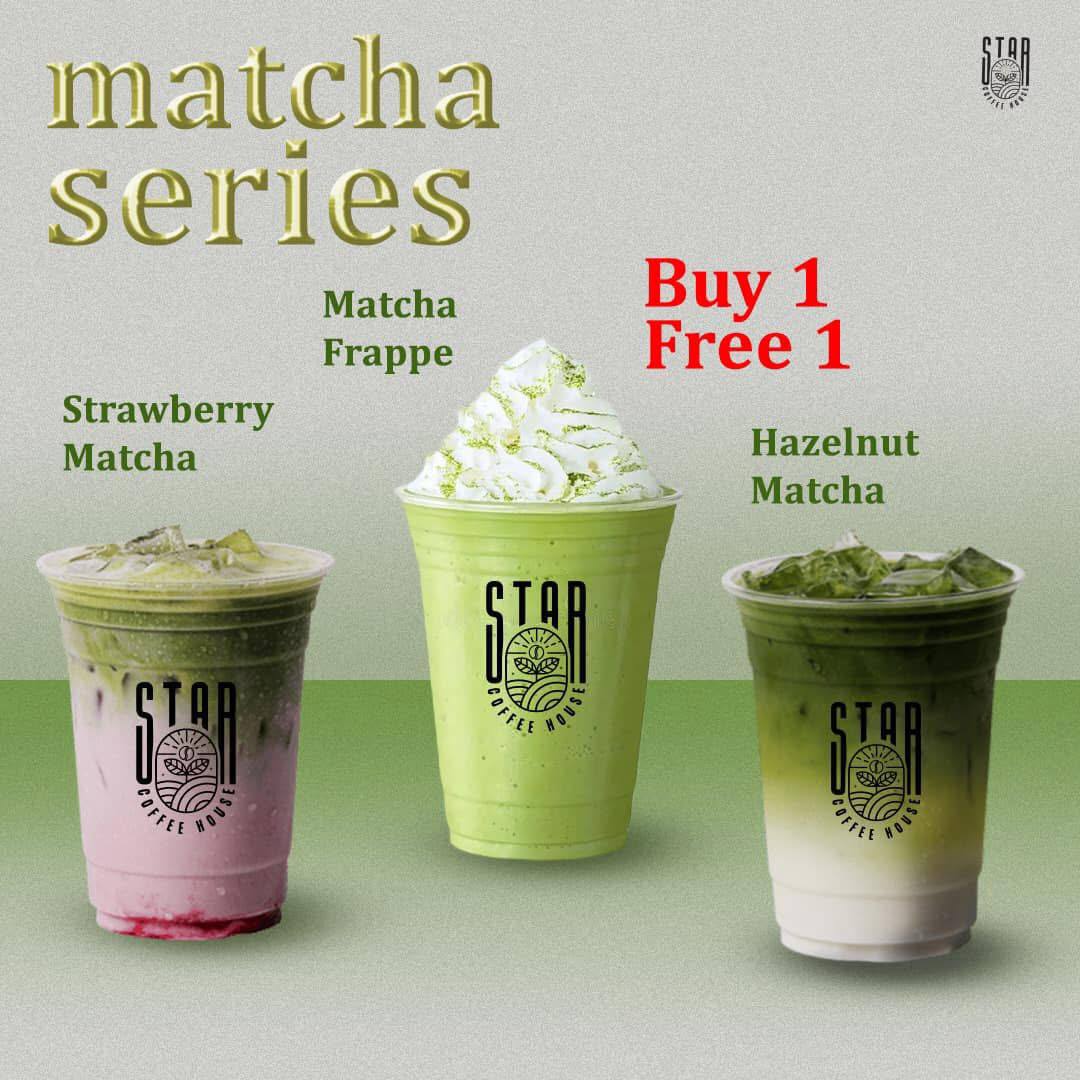 matcha
series
STAR
COFFEE HOUSE
Matcha
Frappe
Buy 1
Free 1
Strawberry
Matcha
Hazelnut
Matcha
STAR
COFFEE HOUSE
STAR
COFFEE HOUSE
STAR
COFFEE HOUSE